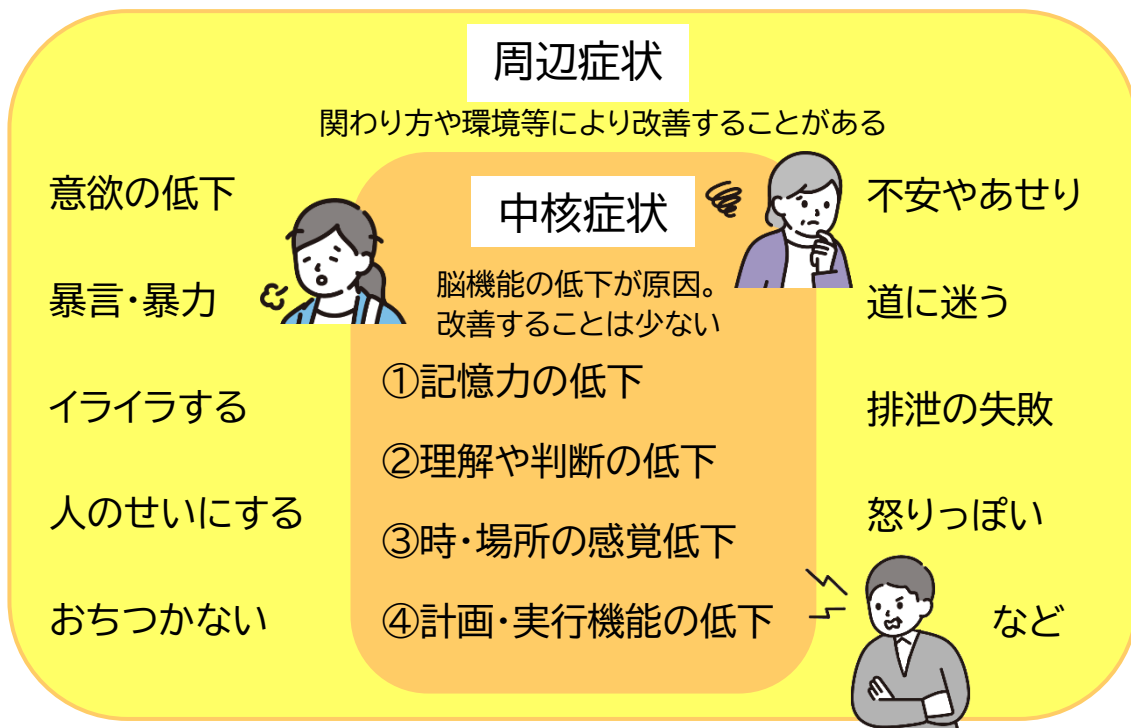 周辺症状
関わり方や環境等により改善することがある
意欲の低下
暴言・暴力
イライラする
人のせいにする
おちつかない
中核症状
脳機能の低下が原因。
改善することは少ない
①記憶力の低下
②理解や判断の低下
③時・場所の感覚低下
④計画・実行機能の低下
不安やあせり
道に迷う
排泄の失敗
怒りっぽい
など